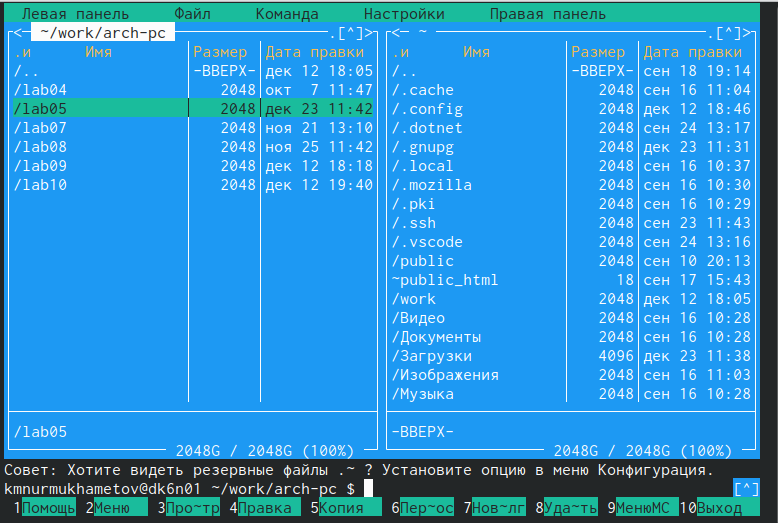 Левая панель Файл Команда Настройки Правая панель
<─ ~/work/arch-pc ─.[^]> <─ ~ ─.[^]>
.и Имя Размер Дата правки .и Имя Размер Дата правки
/.. -ВВЕРХ- дек 12 18:05 /.. -ВВЕРХ- сен 18 19:14
/lab04 2048 окт 7 11:47 /.cache 2048 сен 16 11:04
/lab05 2048 дек 23 11:42 /.config 2048 дек 12 18:46
/lab07 2048 ноя 21 13:10 /.dotnet 2048 сен 24 13:17
/lab08 2048 ноя 25 11:42 /.gnupg 2048 дек 23 11:31
/lab09 2048 дек 12 18:18 /.local 2048 сен 16 10:37
/lab10 2048 дек 12 19:40 /.mozilla 2048 сен 16 10:30
/.pki 2048 сен 16 10:29
/.ssh 2048 сен 23 11:43
/.vscode 2048 сен 24 13:16
/public 2048 сен 10 20:13
~public_html 18 сен 17 15:43
/work 2048 дек 12 18:05
/Видео 2048 сен 16 10:28
/Документы 2048 сен 16 10:28
/Загрузки 4096 дек 23 11:38
/Изображения 2048 сен 16 11:03
/Музыка 2048 сен 16 10:28
/lab05 -ВВЕРХ-
2048G / 2048G (100%) 2048G / 2048G (100%)
Совет: Хотите видеть резервные файлы .~ ? Установите опцию в меню Конфигурация.
kmnurmukhametov@dk6n01 ~/work/arch-pc $ [^]
1Помощь 2Меню 3Про~тр 4Правка 5Копия 6Пер~ос 7Нов~лг 8Уда~ть 9МенюМС 10Выход